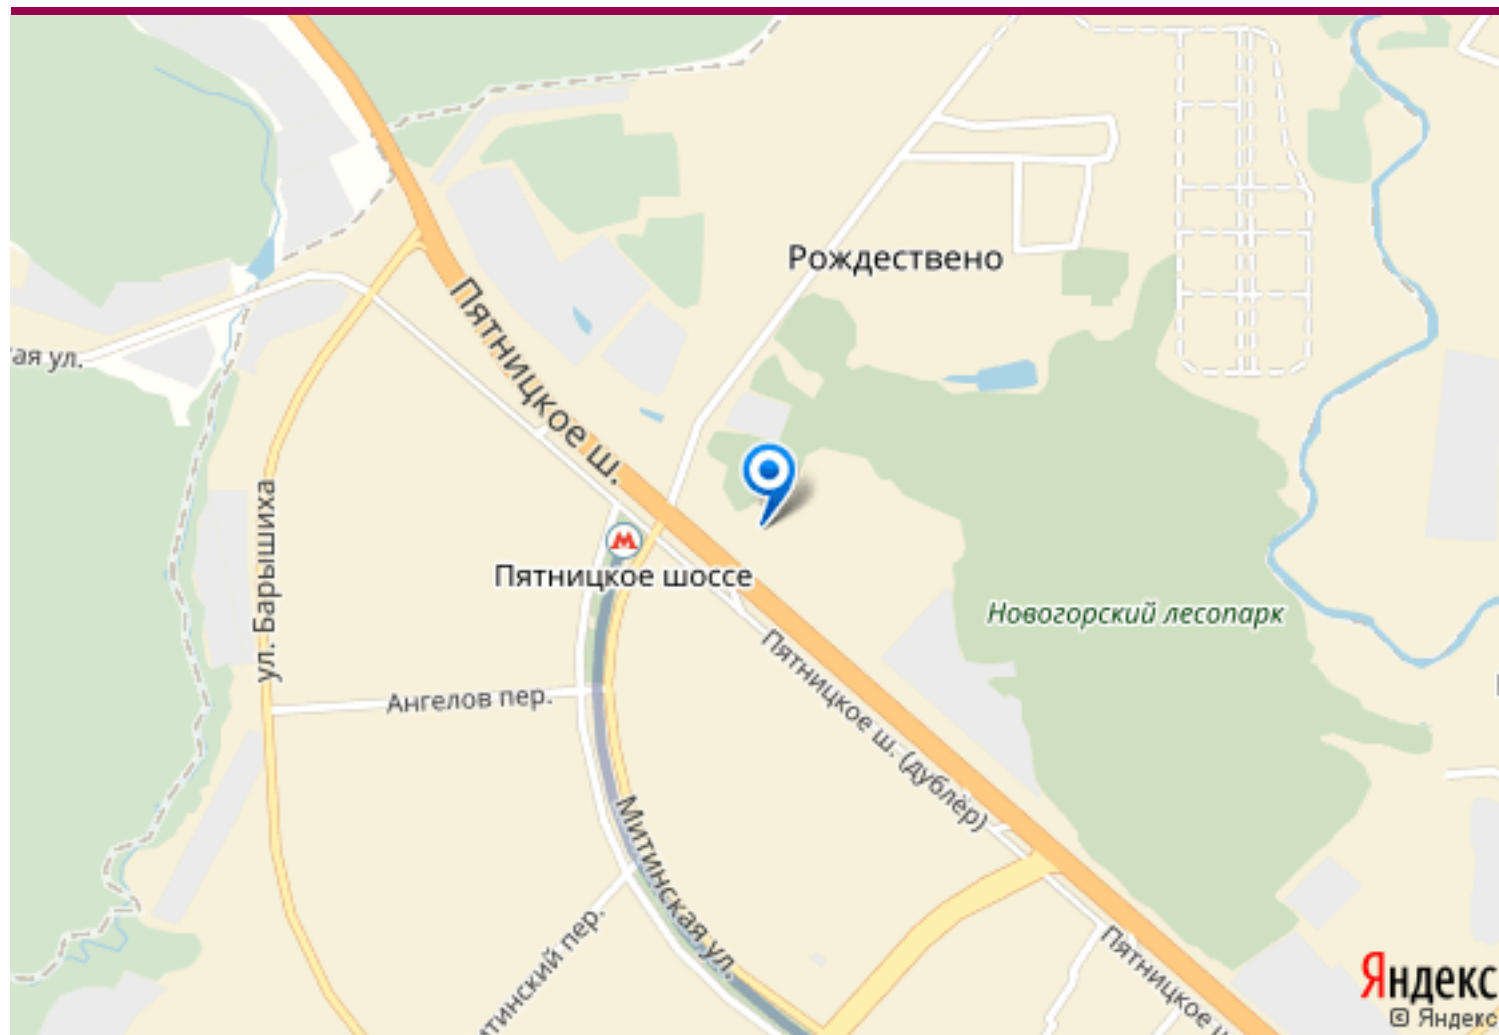 Рождествено
Пятницкое ш.
ая ул.
ул. Барышиха
Пятницкое шоссе
Новогорский лесопарк
Ангелов пер.
Пятницкое ш. (дублёр)
Митинская ул.
тинский пер.
Пятницкое ш
Яндекс
© Яндекс